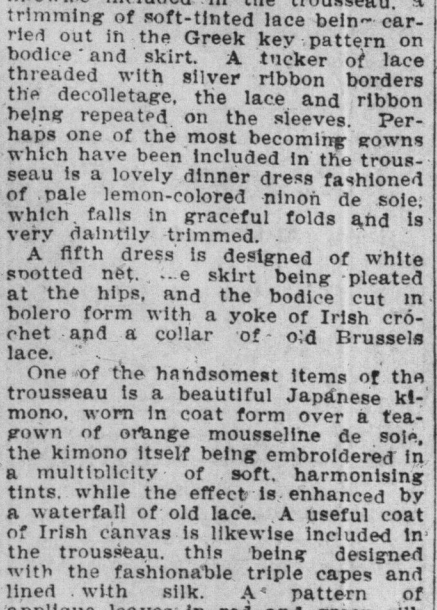 included in the trousseau, a
trimming of soft-tinted lace being car-
ried out in the Greek key pattern on
bodice and skirt. A tucker of lace
threaded with silver ribbon borders
the decolletage, the lace and ribbon
being repeated on the sleeves. Per-
haps one of the most becoming gowns
which have been included in the trous-
seau is a lovely dinner dress fashioned
of pale lemon-colored ninon de soie,
which falls in graceful folds and is
very daintily trimmed.
A fifth dress is designed of white
spotted net. e skirt being pleated
at the hips, and the bodice cut in
bolero form with a yoke of Irish cro-
chet and a collar of old Brussels
lace.
One of the handsomest items of the
trousseau is a beautiful Japanese ki-
mono, worn in coat form over a tea-
gown of orange mousseline de soie,
the kimono itself being embroidered in
a multiplicity of soft, harmonising
tints, while the effect is enhanced by
a waterfall of old lace. A useful coat
of Irish canvas is likewise included in
the trousseau, this being designed
with the fashionable triple capes and
lined with silk. A pattern of